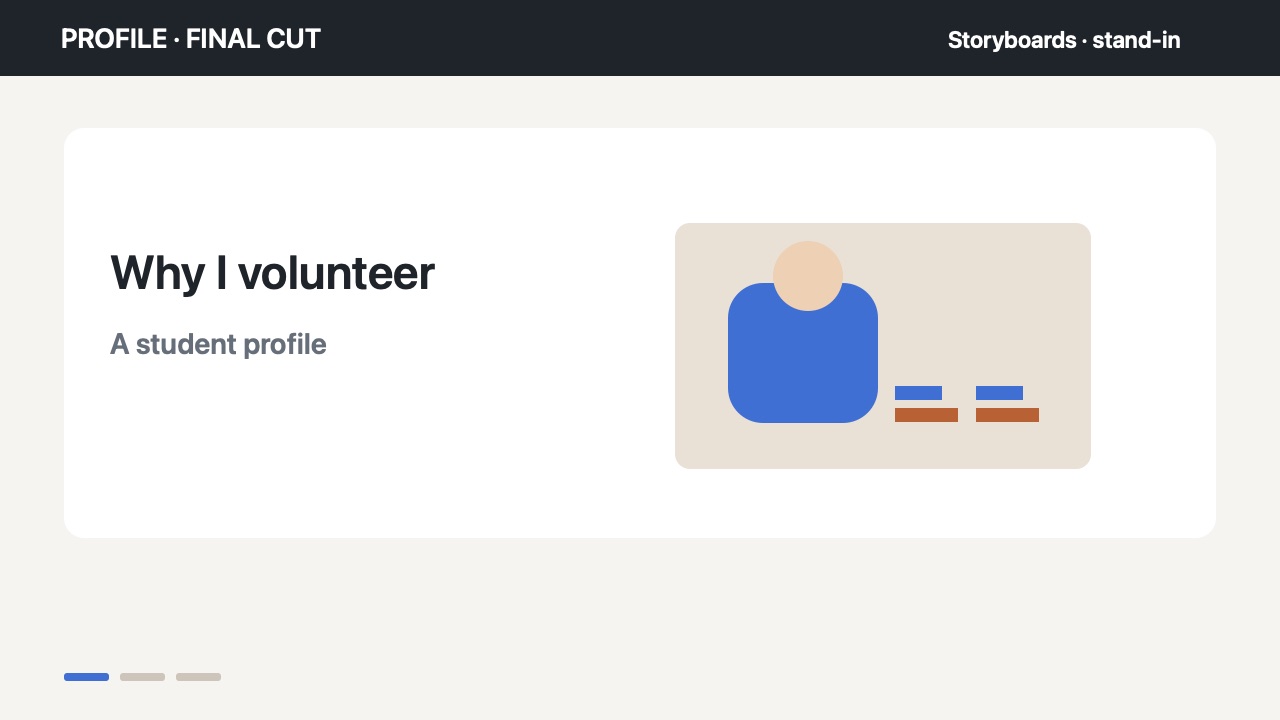 PROFILE · FINAL CUT
Storyboards · stand-in
Why I volunteer
A student profile